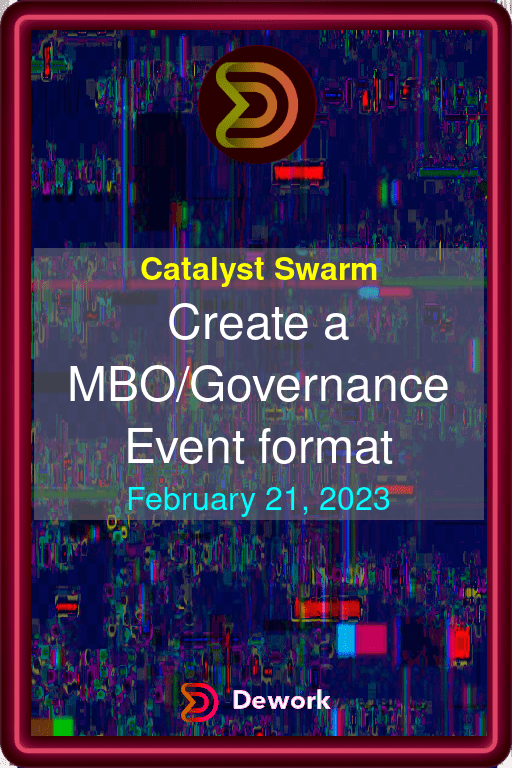 Catalyst Swarm
Create a
MBO/Governance
Event format
February 21, 2023
Dework